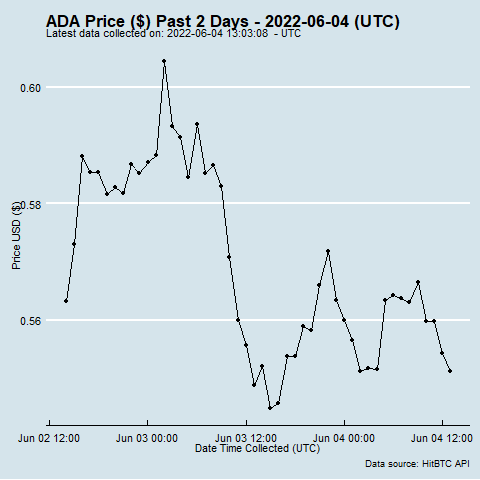 ADA Price ($) Past 2 Days - 2022-06-04 (UTC)
Latest data collected on: 2022-06-04 13:03:08  - UTC
0.60
0.58
0.56
Price USD ($)
Jun 02 12:00
Jun 03 00:00
Jun 03 12:00
Jun 04 00:00
Jun 04 12:00
Date Time Collected (UTC)
Data source: HitBTC API